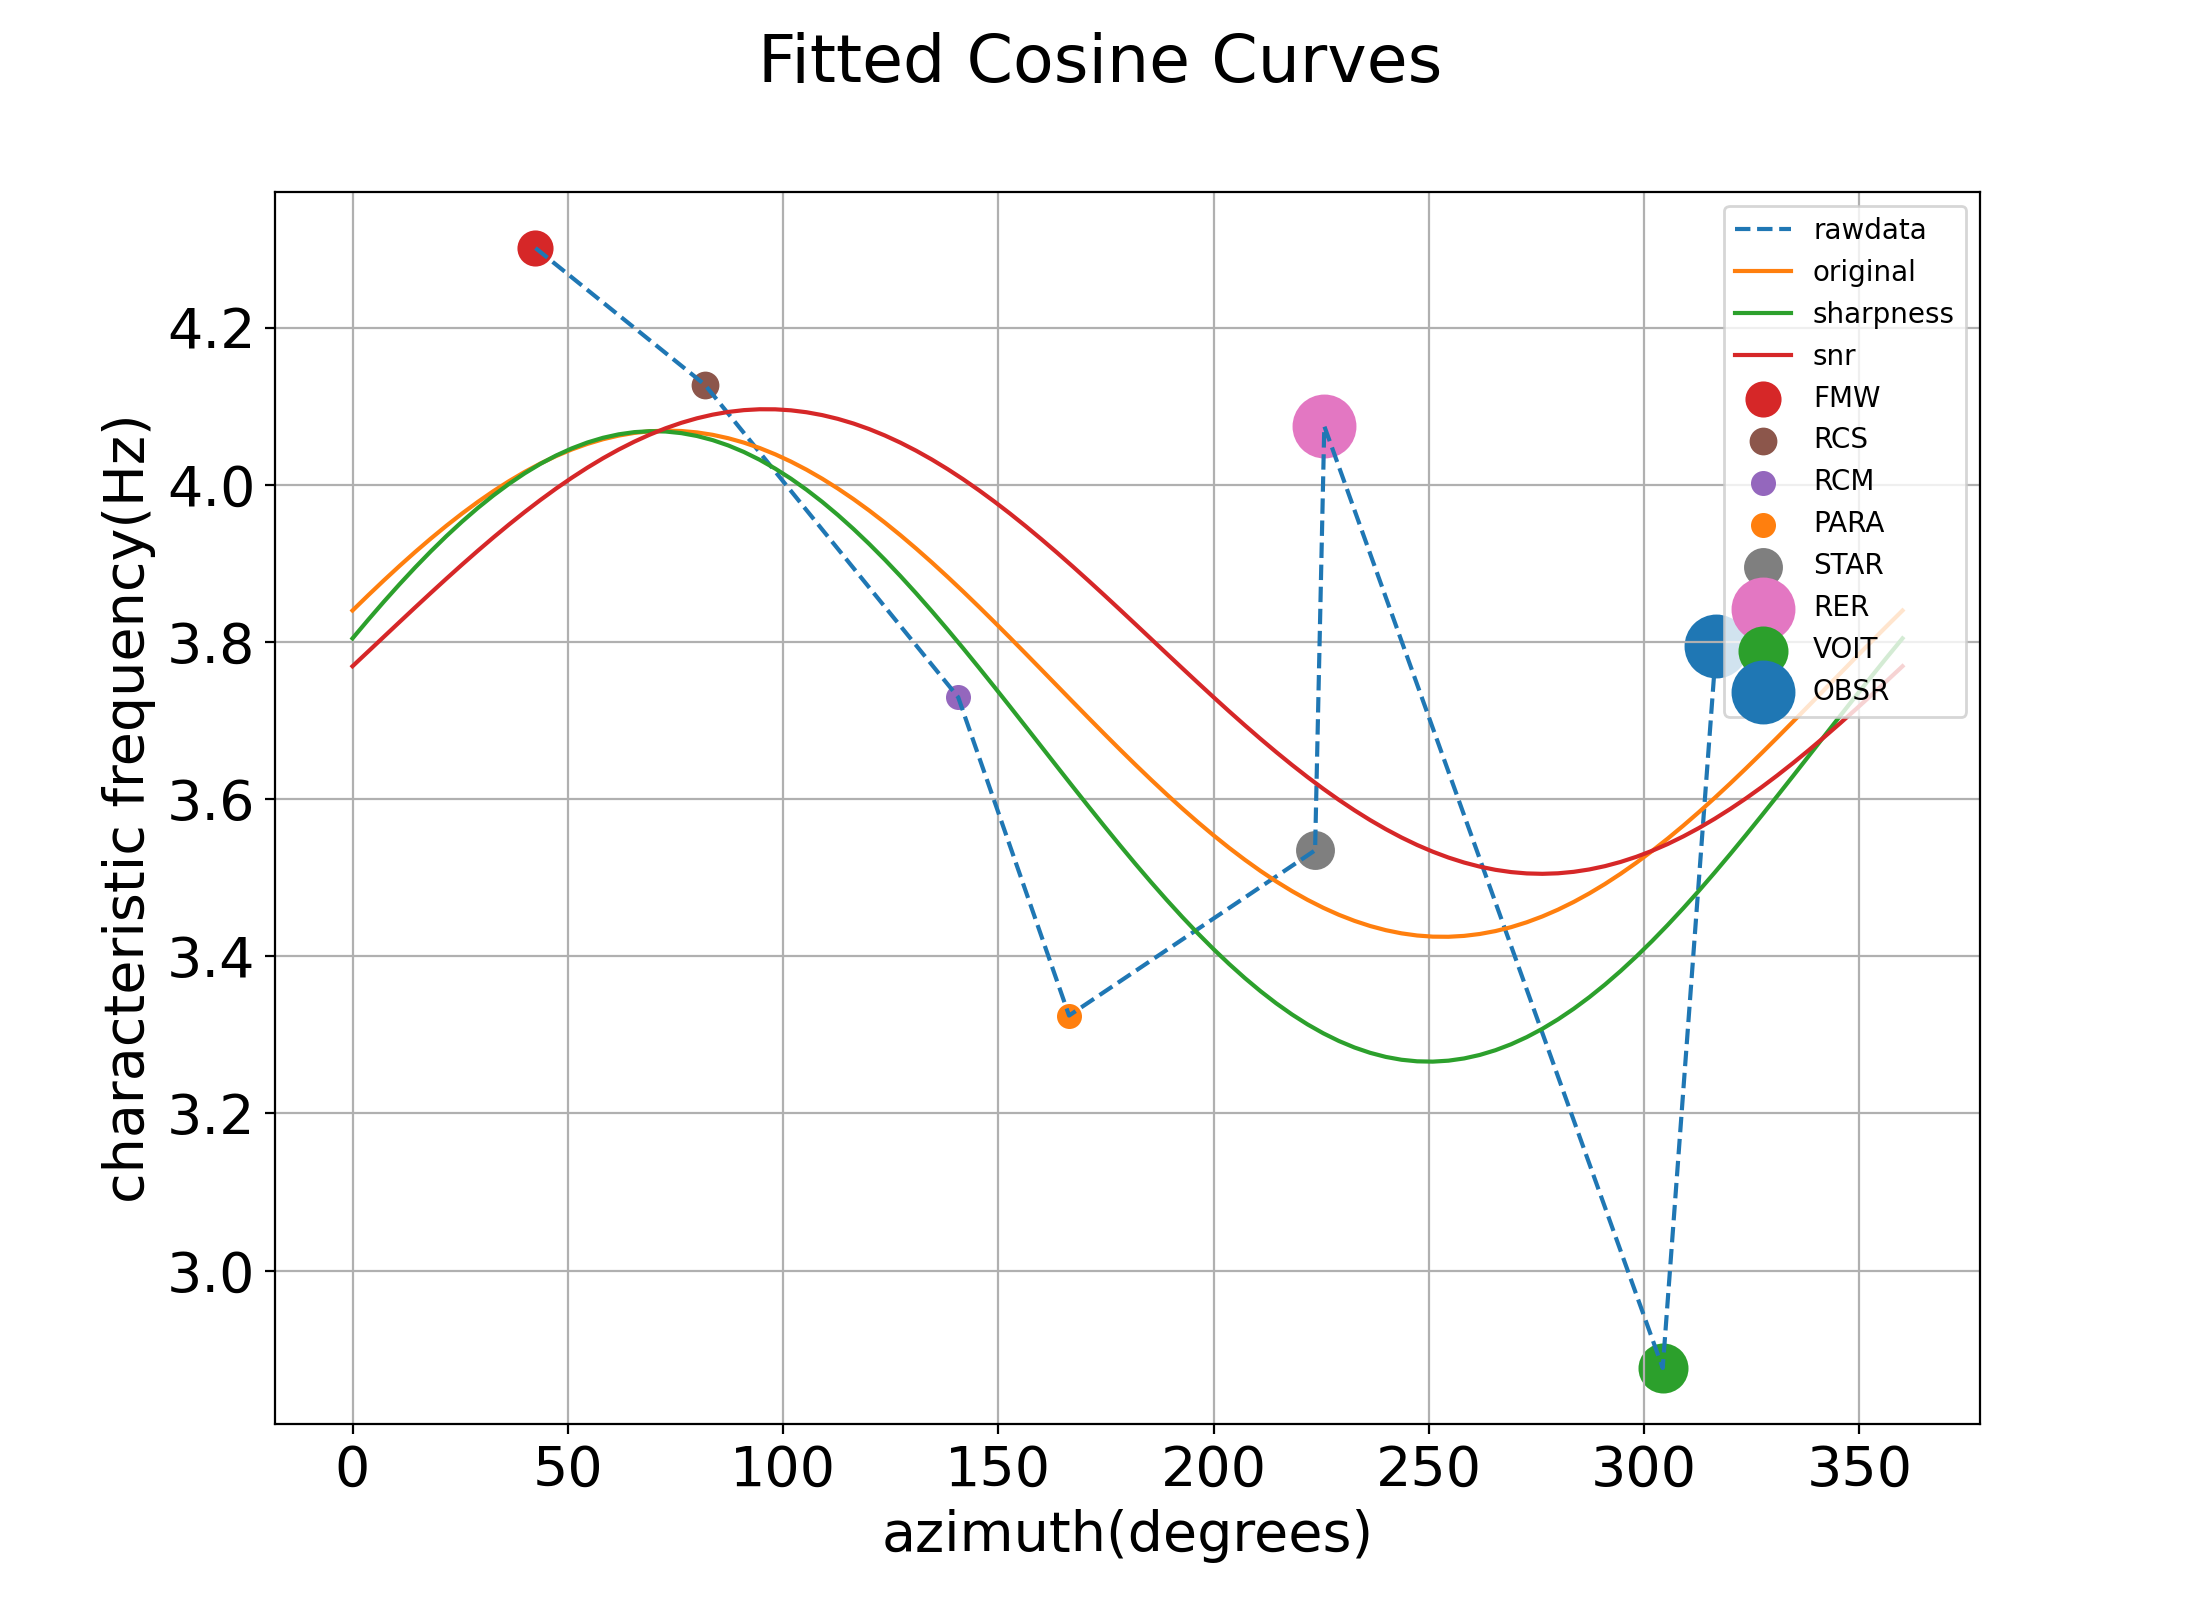 Fitted Cosine Curves
rawdata
original
sharpness
snr
FMW
RCS
RCM
PARA
STAR
RER
VOIT
OBSR
characteristic frequency(Hz)
4.2
4.0
3.8
3.6
3.4
3.2
3.0
0 50 100 150 200 250 300 350
azimuth(degrees)